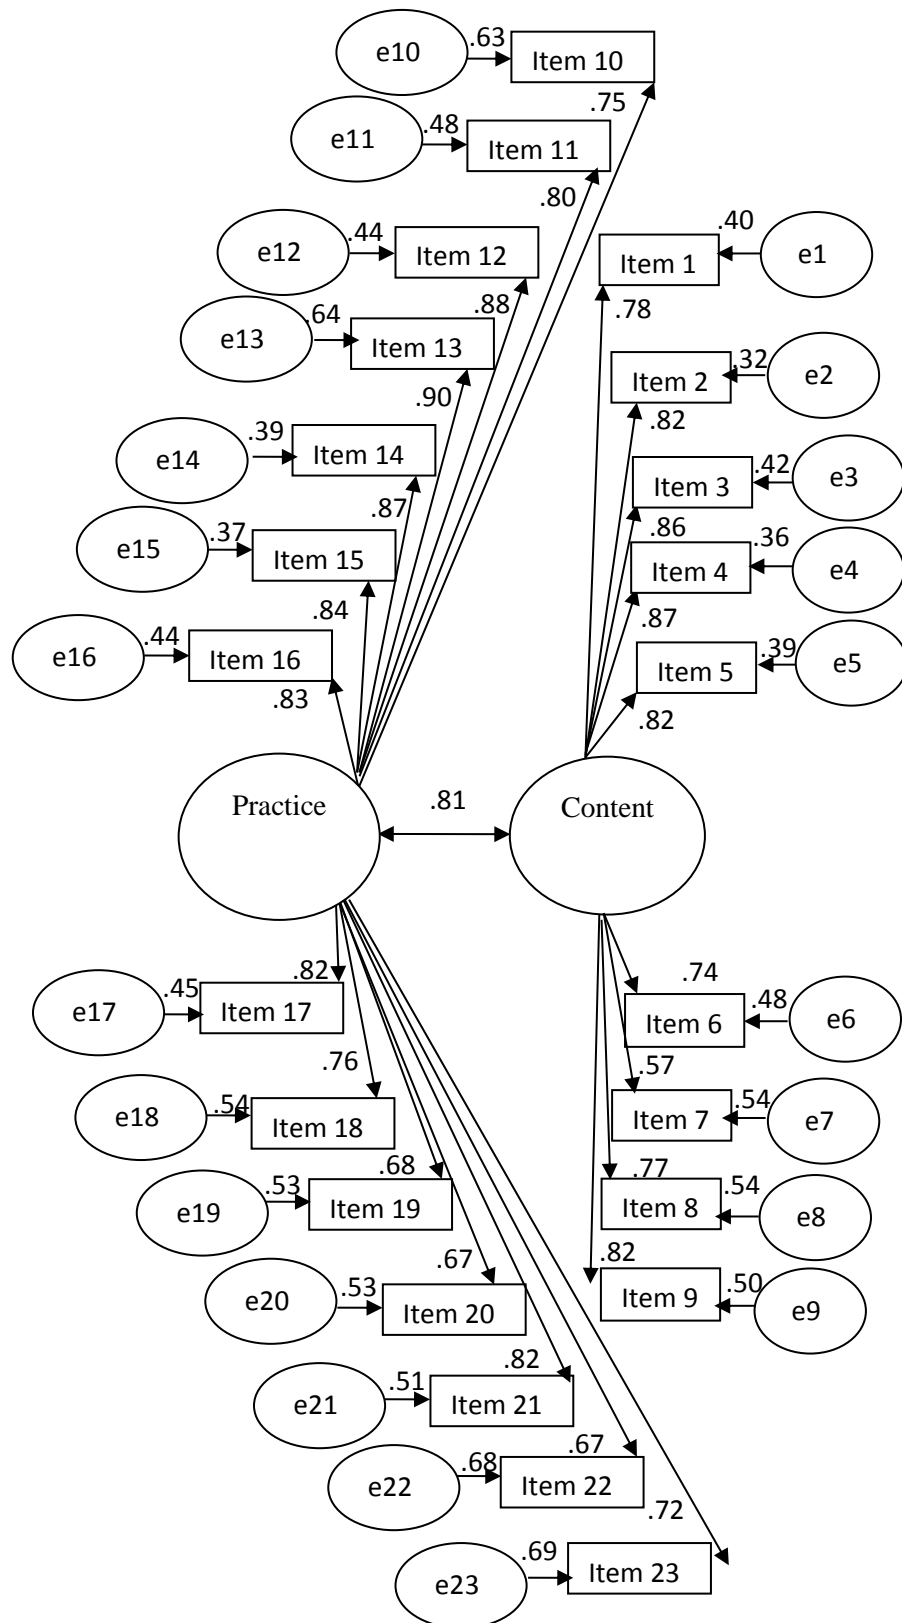 e10 .63 Item 10
.75
e11 .48 Item 11
.80
e12 .44 Item 12
.88
e13 .64 Item 13
.90
e14 .39 Item 14
.87
e15 .37 Item 15
.84
e16 .44 Item 16
.83
Item 1 .40 e1
.78
Item 2 .32 e2
.82
Item 3 .42 e3
.86
Item 4 .36 e4
.87
Item 5 .39 e5
.82
Practice .81 Content
e17 .45 Item 17 .82
.76
e18 .54 Item 18
.68
e19 .53 Item 19
.67
e20 .53 Item 20
.82
e21 .51 Item 21
.67
e22 .68 Item 22
.72
e23 .69 Item 23
.74
Item 6 .48 e6
.57
Item 7 .54 e7
.77
Item 8 .54 e8
.82
Item 9 .50 e9